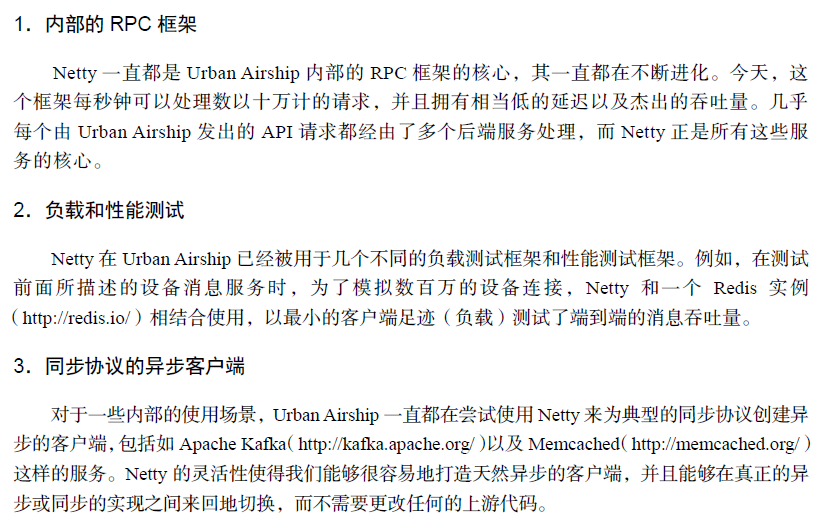 1．内部的 RPC 框架
Netty 一直都是 Urban Airship 内部的 RPC 框架的核心，其一直都在不断进化。今天，这
个框架每秒钟可以处理数以十万计的请求，并且拥有相当低的延迟以及杰出的吞吐量。几乎
每个由 Urban Airship 发出的 API 请求都经由了多个后端服务处理，而 Netty 正是所有这些服
务的核心。
2．负载和性能测试
Netty 在 Urban Airship 已经被用于几个不同的负载测试框架和性能测试框架。例如，在测试
前面所描述的设备消息服务时，为了模拟数百万的设备连接，Netty 和一个 Redis 实例
（http://redis.io/）相结合使用，以最小的客户端足迹（负载）测试了端到端的消息吞吐量。
3．同步协议的异步客户端
对于一些内部的使用场景，Urban Airship 一直都在尝试使用 Netty 来为典型的同步协议创建异
步的客户端，包括如 Apache Kafka（http://kafka.apache.org/）以及 Memcached（http://memcached.org/）
这样的服务。Netty 的灵活性使得我们能够很容易地打造天然异步的客户端，并且能够在真正的异
步或同步的实现之间来回地切换，而不需要更改任何的上游代码。